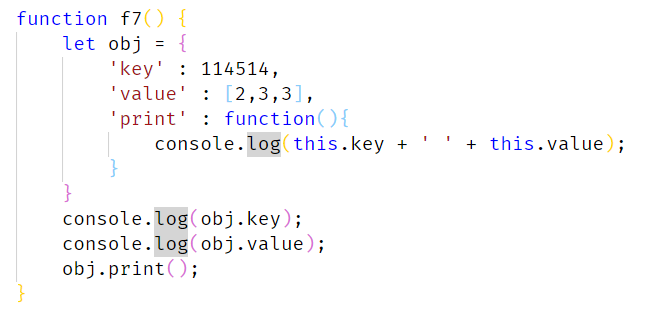 function f7() {
    let obj = {
        'key' : 114514,
        'value' : [2,3,3],
        'print' : function(){
            console.log(this.key + ' ' + this.value);
        }
    }
    console.log(obj.key);
    console.log(obj.value);
    obj.print();
}